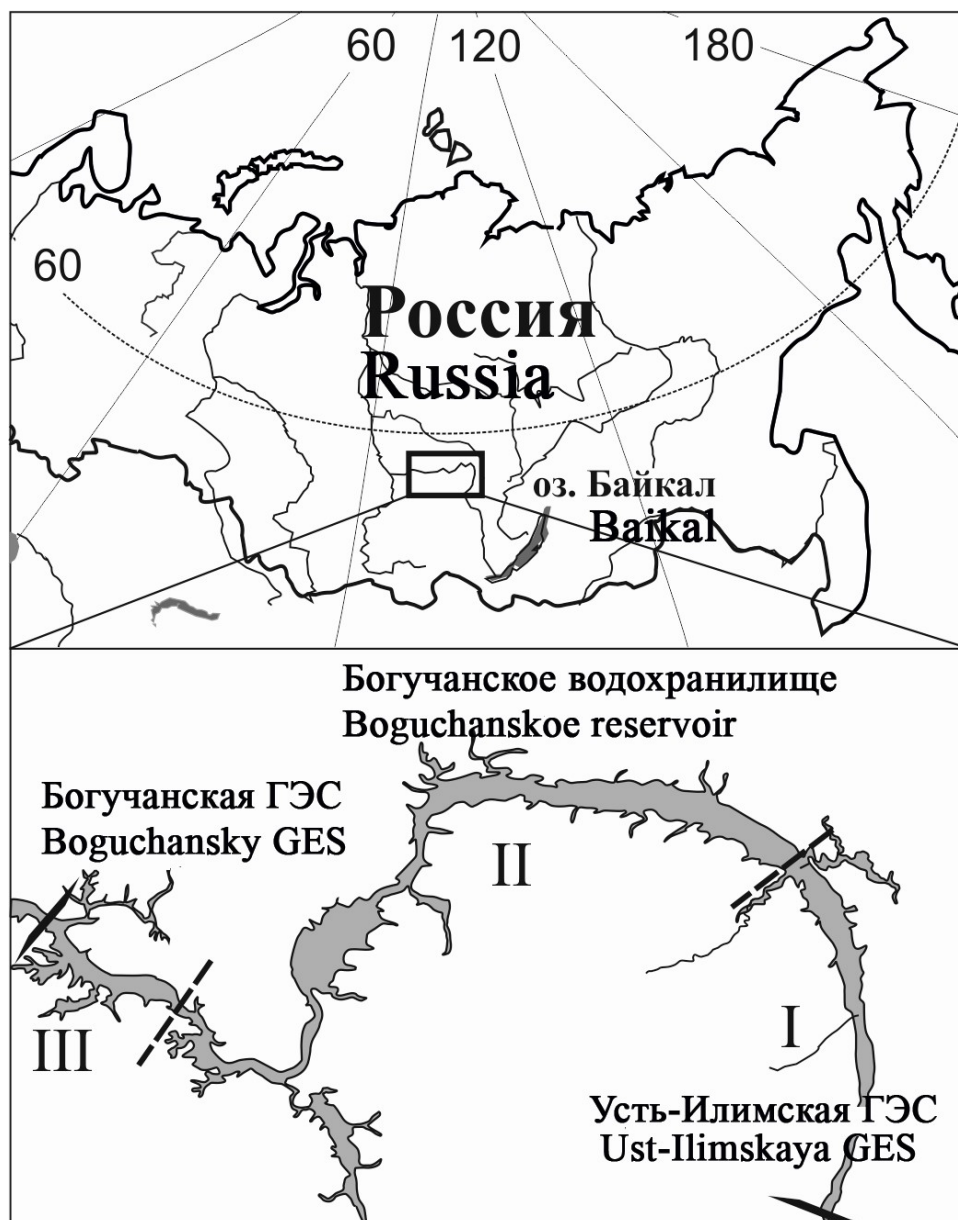 60
120
180
60
Россия
Russia
оз. Байкал
Baikal
Богучанское водохранилище
Boguchanskoe reservoir
Богучанская ГЭС
Boguchansky GES
II
III
I
Усть-Илимская ГЭС
Ust-Ilimskaya GES